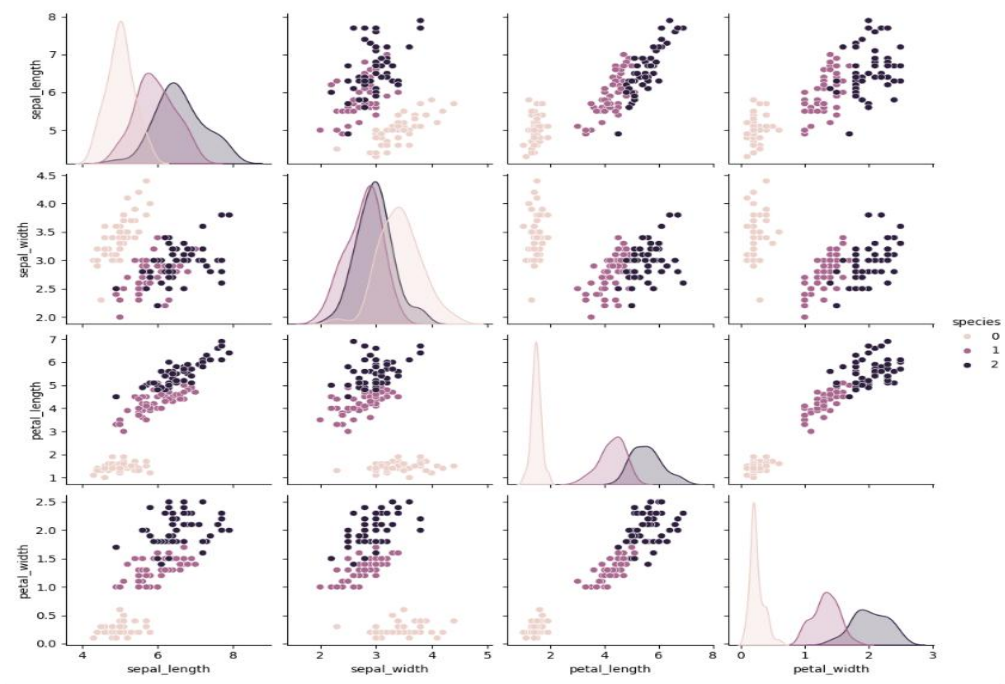 8
7
6
5
sepal_length
4.5
4.0
3.5
3.0
2.5
2.0
sepal_width
species
0
1
2
7
6
5
4
3
2
1
petal_length
2.5
2.0
1.5
1.0
0.5
0.0
petal_width
4 6 8
2 3 4 5
2 4 6 8
0 1 2 3
sepal_length
sepal_width
petal_length
petal_width